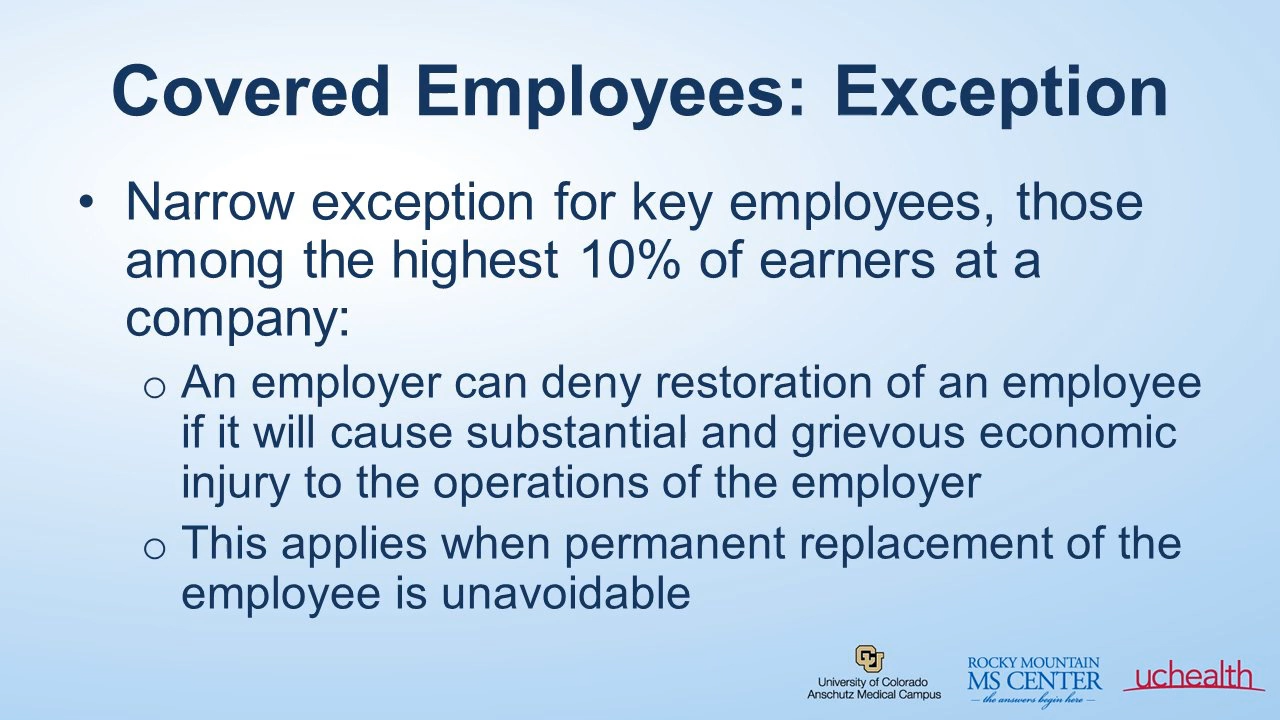 Covered Employees: Exception
• Narrow exception for key employees, those
among the highest 10% of earners at a
company:
o An employer can deny restoration of an employee
if it will cause substantial and grievous economic
injury to the operations of the employer
o This applies when permanent replacement of the
employee is unavoidable
CU
University of Colorado
Anschutz Medical Campus
ROCKY MOUNTAIN
MS CENTER
— the answers begin here —
uchealth